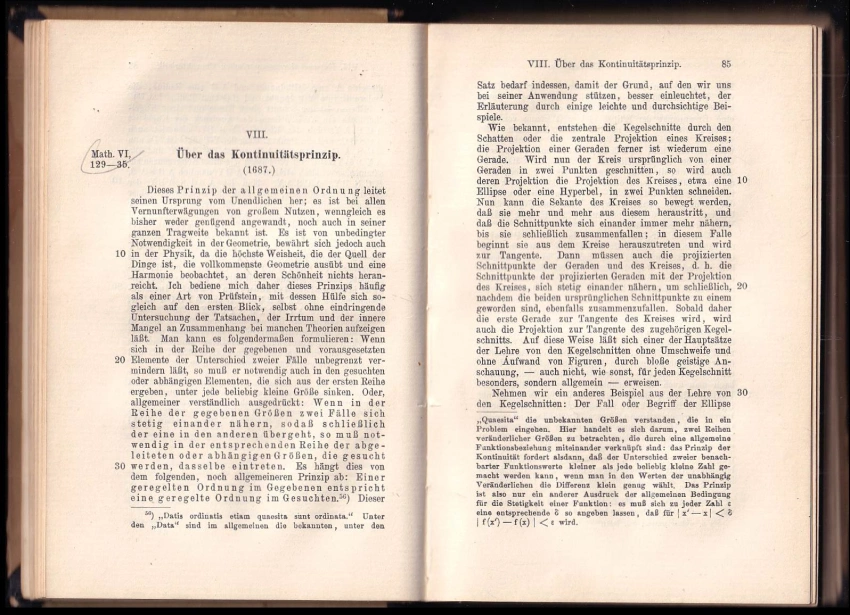 VIII.
Math. VI,
129—35.
Über das Kontinuitätsprinzip.
(1687.)
Dieses Prinzip der allgemeinen Ordnung leitet
seinen Ursprung vom Unendlichen her; es ist bei allen
Vernunfterwägungen von großem Nutzen, wenngleich es
bisher weder genügend angewandt, noch auch in seiner
ganzen Tragweite bekannt ist. Es ist von unbedingter
Notwendigkeit in der Geometrie, bewährt sich jedoch auch
10 in der Physik, da die höchste Weisheit, die der Quell der
Dinge ist, die vollkommenste Geometrie ausübt und eine
Harmonie beobachtet, an deren Schönheit nichts heran-
reicht. Ich bediene mich daher dieses Prinzips häufig
als einer Art von Prüfstein, mit dessen Hülfe sich so-
gleich auf den ersten Blick, selbst ohne eindringende
Untersuchung der Tatsachen, der Irrtum und der innere
Mangel an Zusammenhang bei manchen Theorien aufzeigen
läßt. Man kann es folgendermaßen formulieren: Wenn
sich in der Reihe der gegebenen und vorausgesetzten
20 Elemente der Unterschied zweier Fälle unbegrenzt ver-
mindern läßt, so muß er notwendig auch in den gesuchten
oder abhängigen Elementen, die sich aus der ersten Reihe
ergeben, unter jede beliebig kleine Größe sinken. Oder,
allgemeiner verständlich ausgedrückt: Wenn in der
Reihe der gegebenen Größen zwei Fälle sich
stetig einander nähern, sodaß schließlich
der eine in den anderen übergeht, so muß not-
wendig in der entsprechenden Reihe der abge-
leiteten oder abhängigen Größen, die gesucht
30 werden, dasselbe eintreten. Es hängt dies von
dem folgenden, noch allgemeineren Prinzip ab: Einer
geregelten Ordnung im Gegebenen entspricht
eine geregelte Ordnung im Gesuchten.⁵⁶) Dieser
⁵⁶) „Datis ordinatis etiam quaesita sunt ordinata.“ Unter
den „Data“ sind im allgemeinen die bekannten, unter den
VIII. Über das Kontinuitätsprinzip. 85
Satz bedarf indessen, damit der Grund, auf den wir uns
bei seiner Anwendung stützen, besser einleuchtet, der
Erläuterung durch einige leichte und durchsichtige Bei-
spiele.
Wie bekannt, entstehen die Kegelschnitte durch den
Schatten oder die zentrale Projektion eines Kreises;
die Projektion einer Geraden ferner ist wiederum eine
Gerade. Wird nun der Kreis ursprünglich von einer
Geraden in zwei Punkten geschnitten, so wird auch
deren Projektion die Projektion des Kreises, etwa eine 10
Ellipse oder eine Hyperbel, in zwei Punkten schneiden.
Nun kann die Sekante des Kreises so bewegt werden,
daß sie mehr und mehr aus diesem heraustritt, und
daß die Schnittpunkte sich einander immer mehr nähern,
bis sie schließlich zusammenfallen; in diesem Falle
beginnt sie aus dem Kreise herauszutreten und wird
zur Tangente. Dann müssen auch die projizierten
Schnittpunkte der Geraden und des Kreises, d. h. die
Schnittpunkte der projizierten Geraden mit der Projektion
des Kreises, sich stetig einander nähern, um schließlich, 20
nachdem die beiden ursprünglichen Schnittpunkte zu einem
geworden sind, ebenfalls zusammenzufallen. Sobald daher
die erste Gerade zur Tangente des Kreises wird, wird
auch die Projektion zur Tangente des zugehörigen Kegel-
schnitts. Auf diese Weise läßt sich einer der Hauptsätze
der Lehre von den Kegelschnitten ohne Umschweife und
ohne Aufwand von Figuren, durch bloße geistige An-
schauung, — auch nicht, wie sonst, für jeden Kegelschnitt
besonders, sondern allgemein — erweisen.
Nehmen wir ein anderes Beispiel aus der Lehre von 30
den Kegelschnitten: Der Fall oder Begriff der Ellipse
„Quaesita“ die unbekannten Größen verstanden, die in ein
Problem eingehen. Hier handelt es sich darum, zwei Reihen
veränderlicher Größen zu betrachten, die durch eine allgemeine
Funktionsbeziehung miteinander verknüpft sind: das Prinzip der
Kontinuität fordert alsdann, daß der Unterschied zweier benach-
barter Funktionswerte kleiner als jede beliebig kleine Zahl ge-
macht werden kann, wenn man in den Werten der unabhängig
Veränderlichen die Differenz klein genug wählt. Das Prinzip
ist also nur ein anderer Ausdruck der allgemeinen Bedingung
für die Stetigkeit einer Funktion: es muß sich zu jeder Zahl ε
eine entsprechende δ so angeben lassen, daß für | x′ — x | < δ
| f (x′) — f (x) | < ε wird.